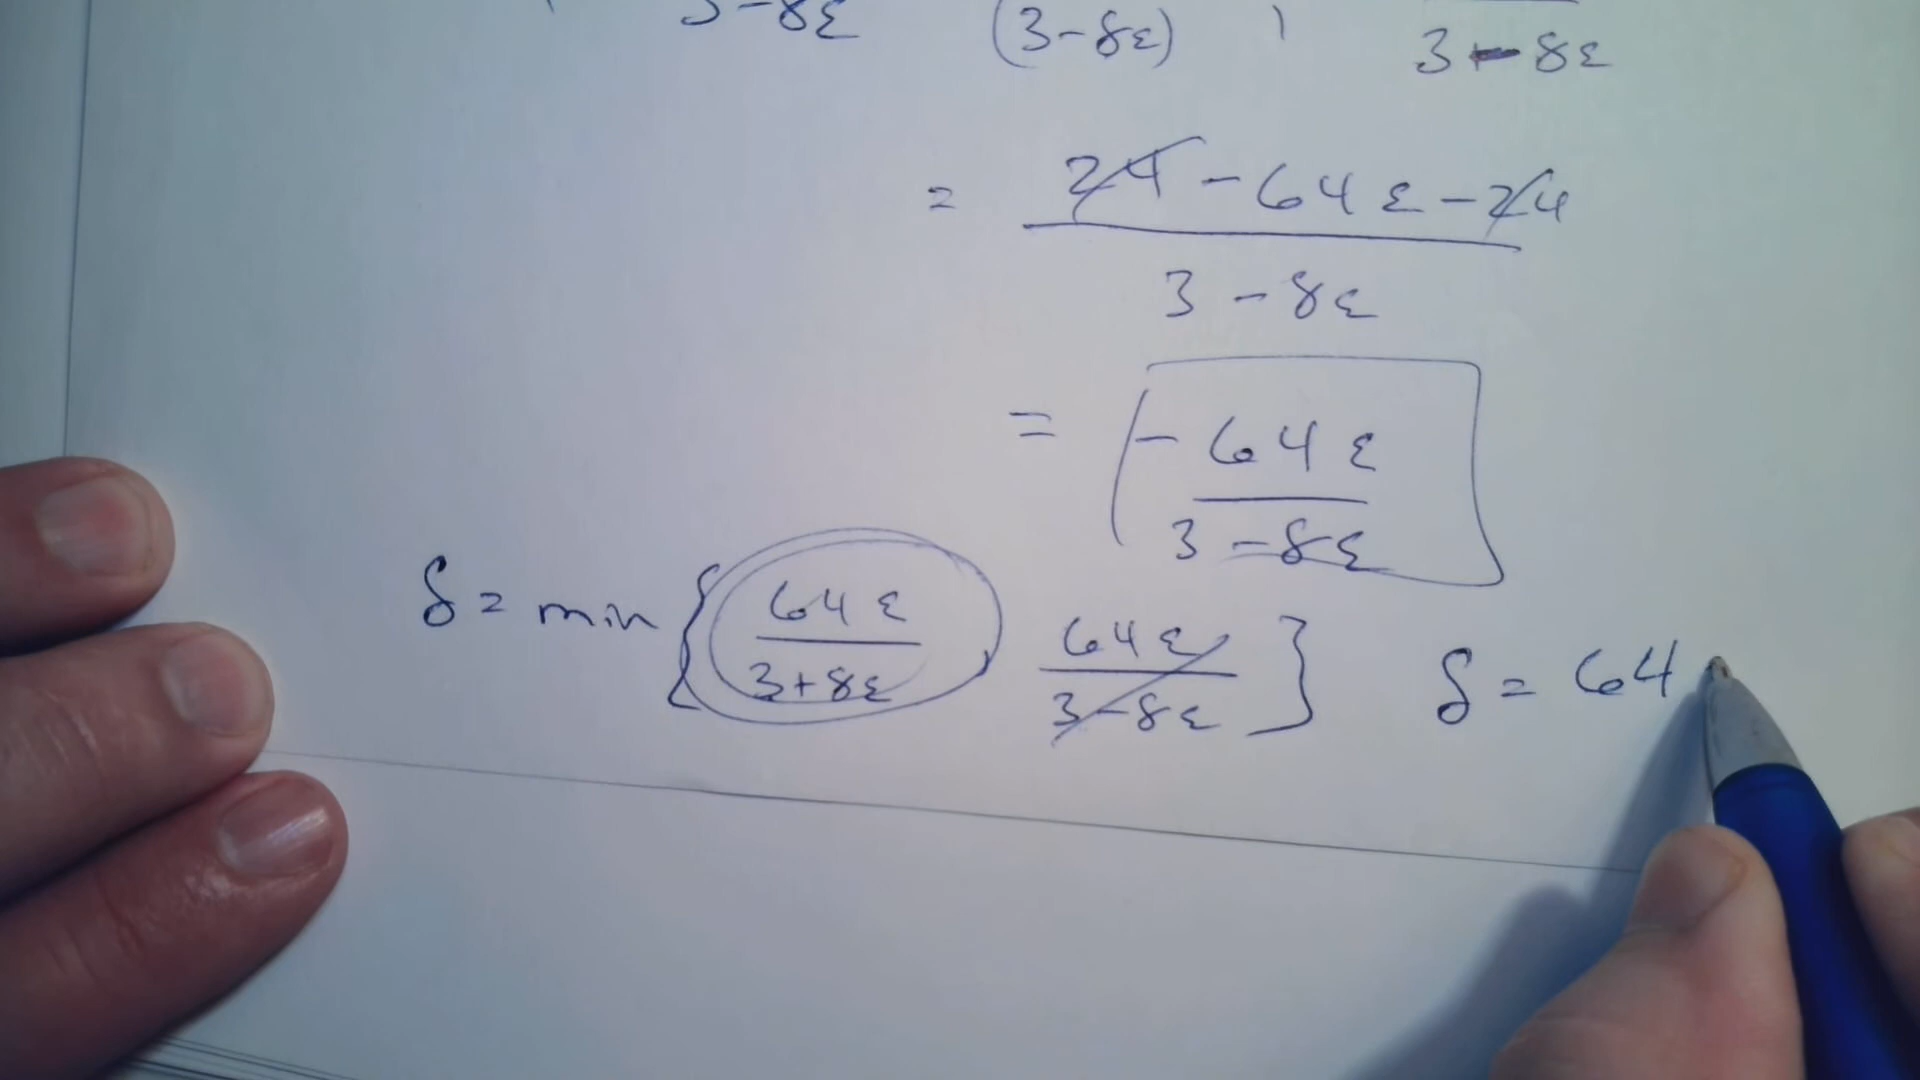 3-8ε (3-8ε) 3-8ε
= 24 - 64ε - 24
3 - 8ε
= - 64ε
3 - 8ε
δ = min { 64ε / 3+8ε 64ε / 3-8ε } δ = 64